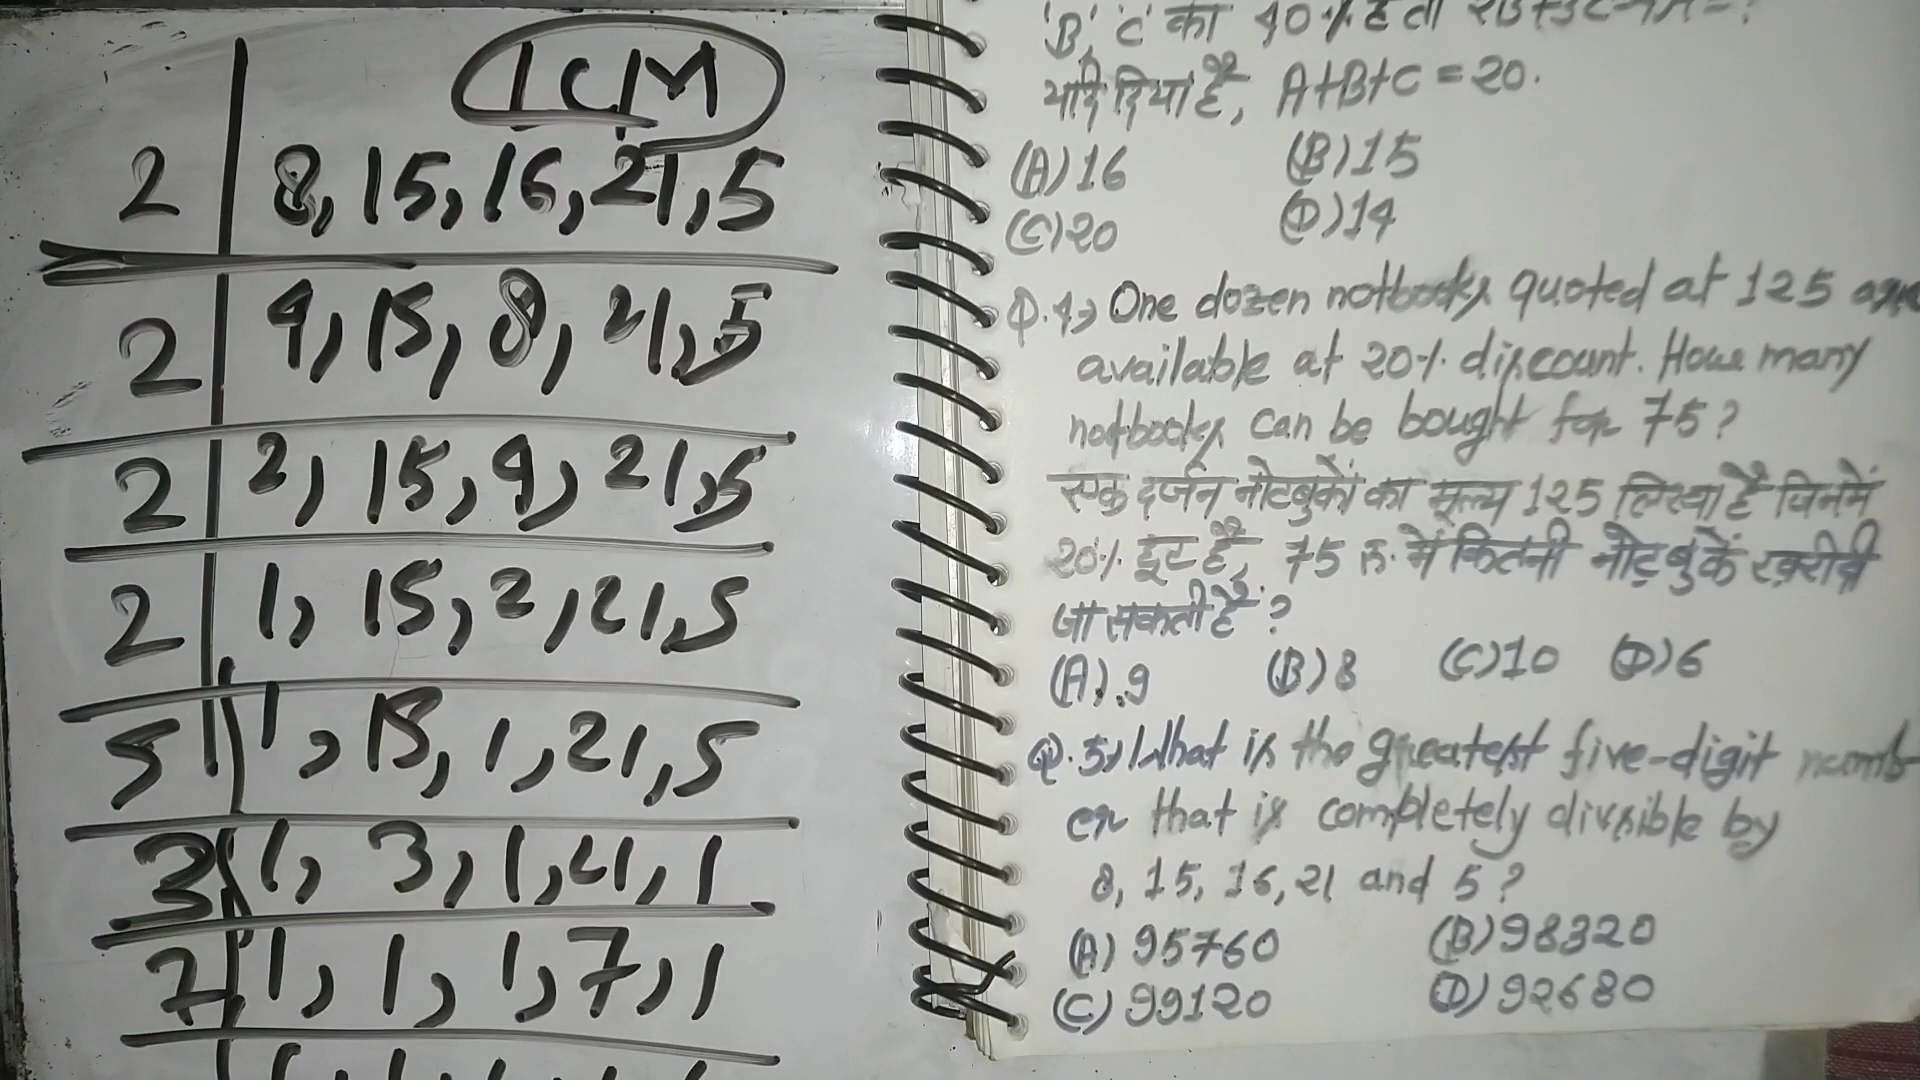 LCM
2 | 8, 15, 16, 21, 5
2 | 4, 15, 8, 21, 5
2 | 2, 15, 4, 21, 5
2 | 1, 15, 2, 21, 5
5 | 1, 15, 1, 21, 5
3 | 1, 3, 1, 21, 1
7 | 1, 1, 1, 7, 1
'B', 'C' का 40% है तो
यदि दिया है, A+B+C = 20.
(A) 16 (B) 15
(C) 20 (D) 14
Q.4) One dozen notbooks quoted at 125 are
available at 20% discount. How many
notbooks can be bought for 75?
एक दर्जन नोटबुकों का मूल्य 125 लिखा है जिनमें
20% छूट है, 75 रु. में कितनी नोटबुकें ख़रीदी
जा सकती है?
(A) 9 (B) 8 (C) 10 (D) 6
Q.5) What is the greatest five-digit numb-
er that is completely divsible by
8, 15, 16, 21 and 5?
(A) 95760 (B) 98320
(C) 99120 (D) 92680